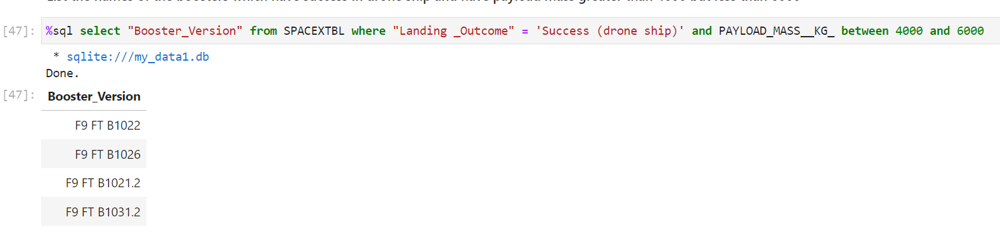 List the names of the boosters which have success in drone ship and have payload mass greater than 4000 but less than 6000
[47]: %sql select "Booster_Version" from SPACEXTBL where "Landing _Outcome" = 'Success (drone ship)' and PAYLOAD_MASS__KG_ between 4000 and 6000
* sqlite:///my_data1.db
Done.
[47]: Booster_Version
F9 FT B1022
F9 FT B1026
F9 FT B1021.2
F9 FT B1031.2